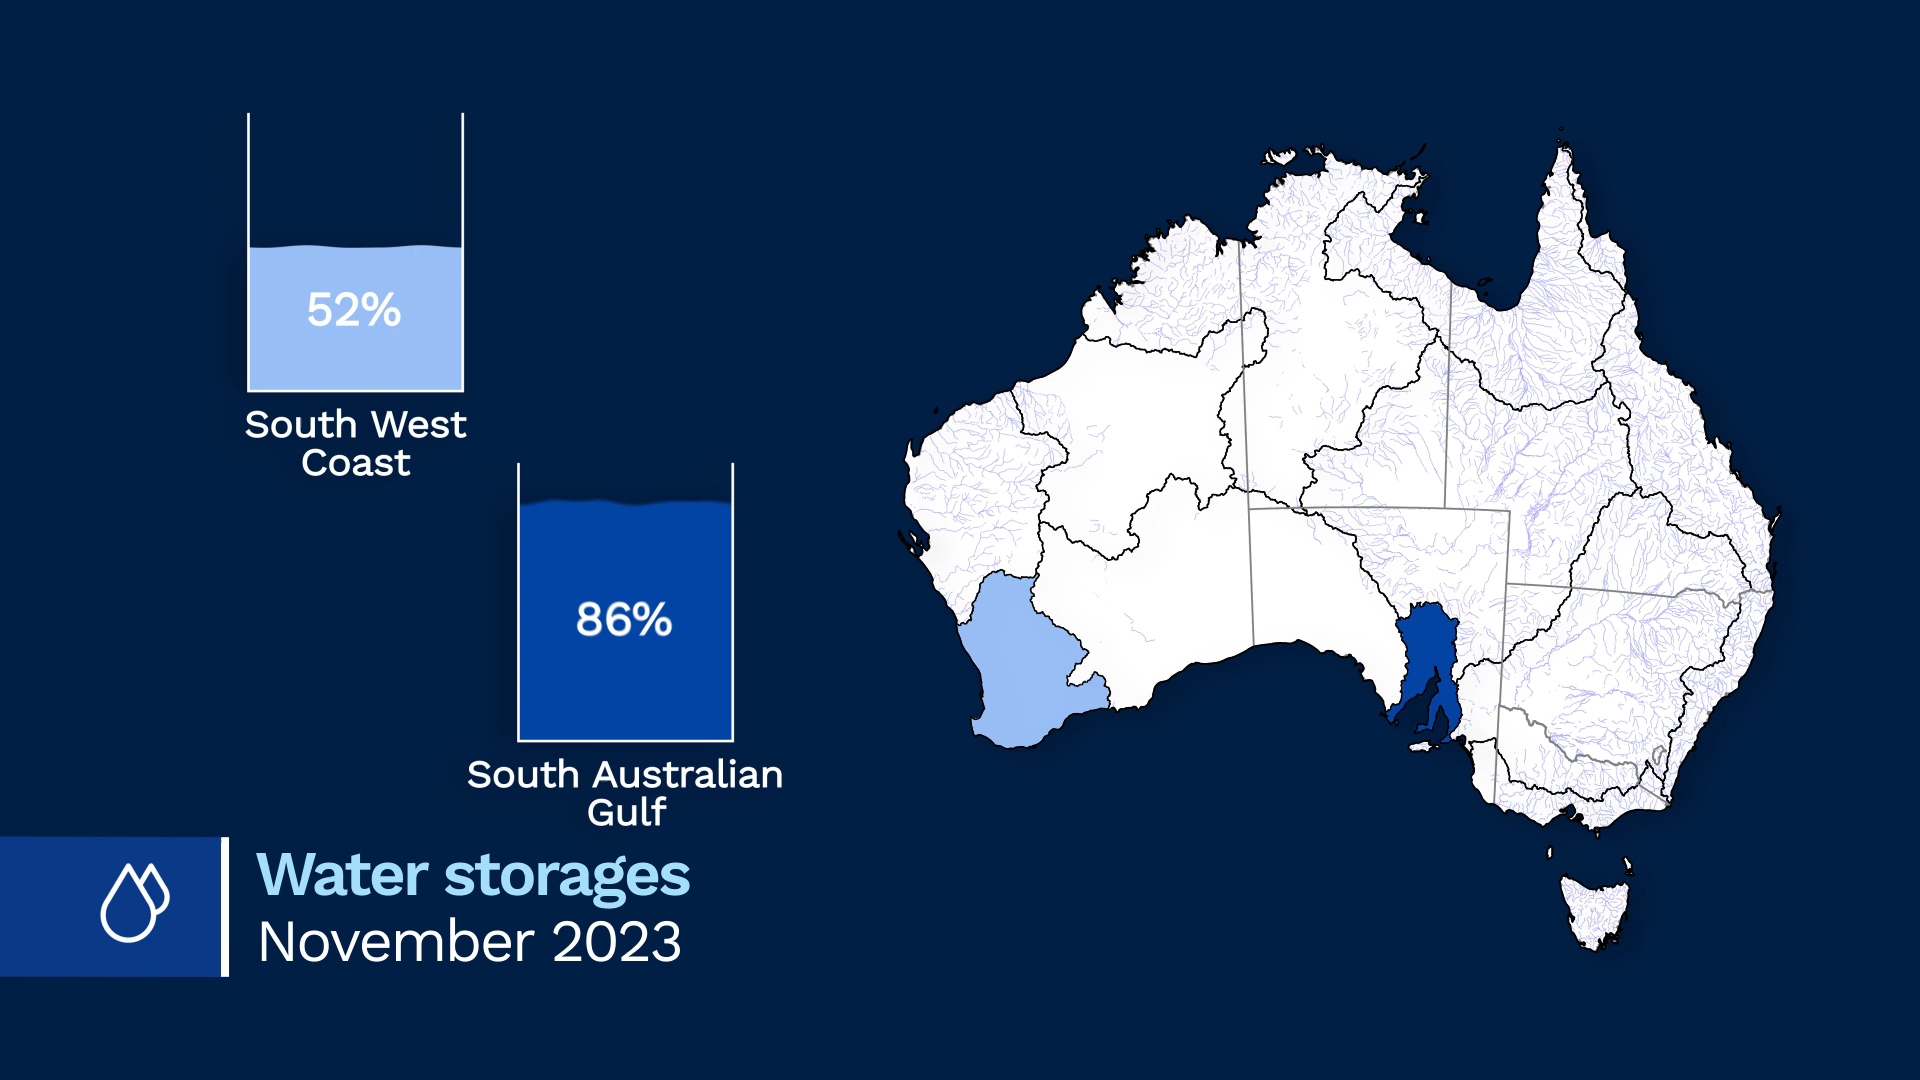 52%
South West
Coast
86%
South Australian
Gulf
Water storages
November 2023